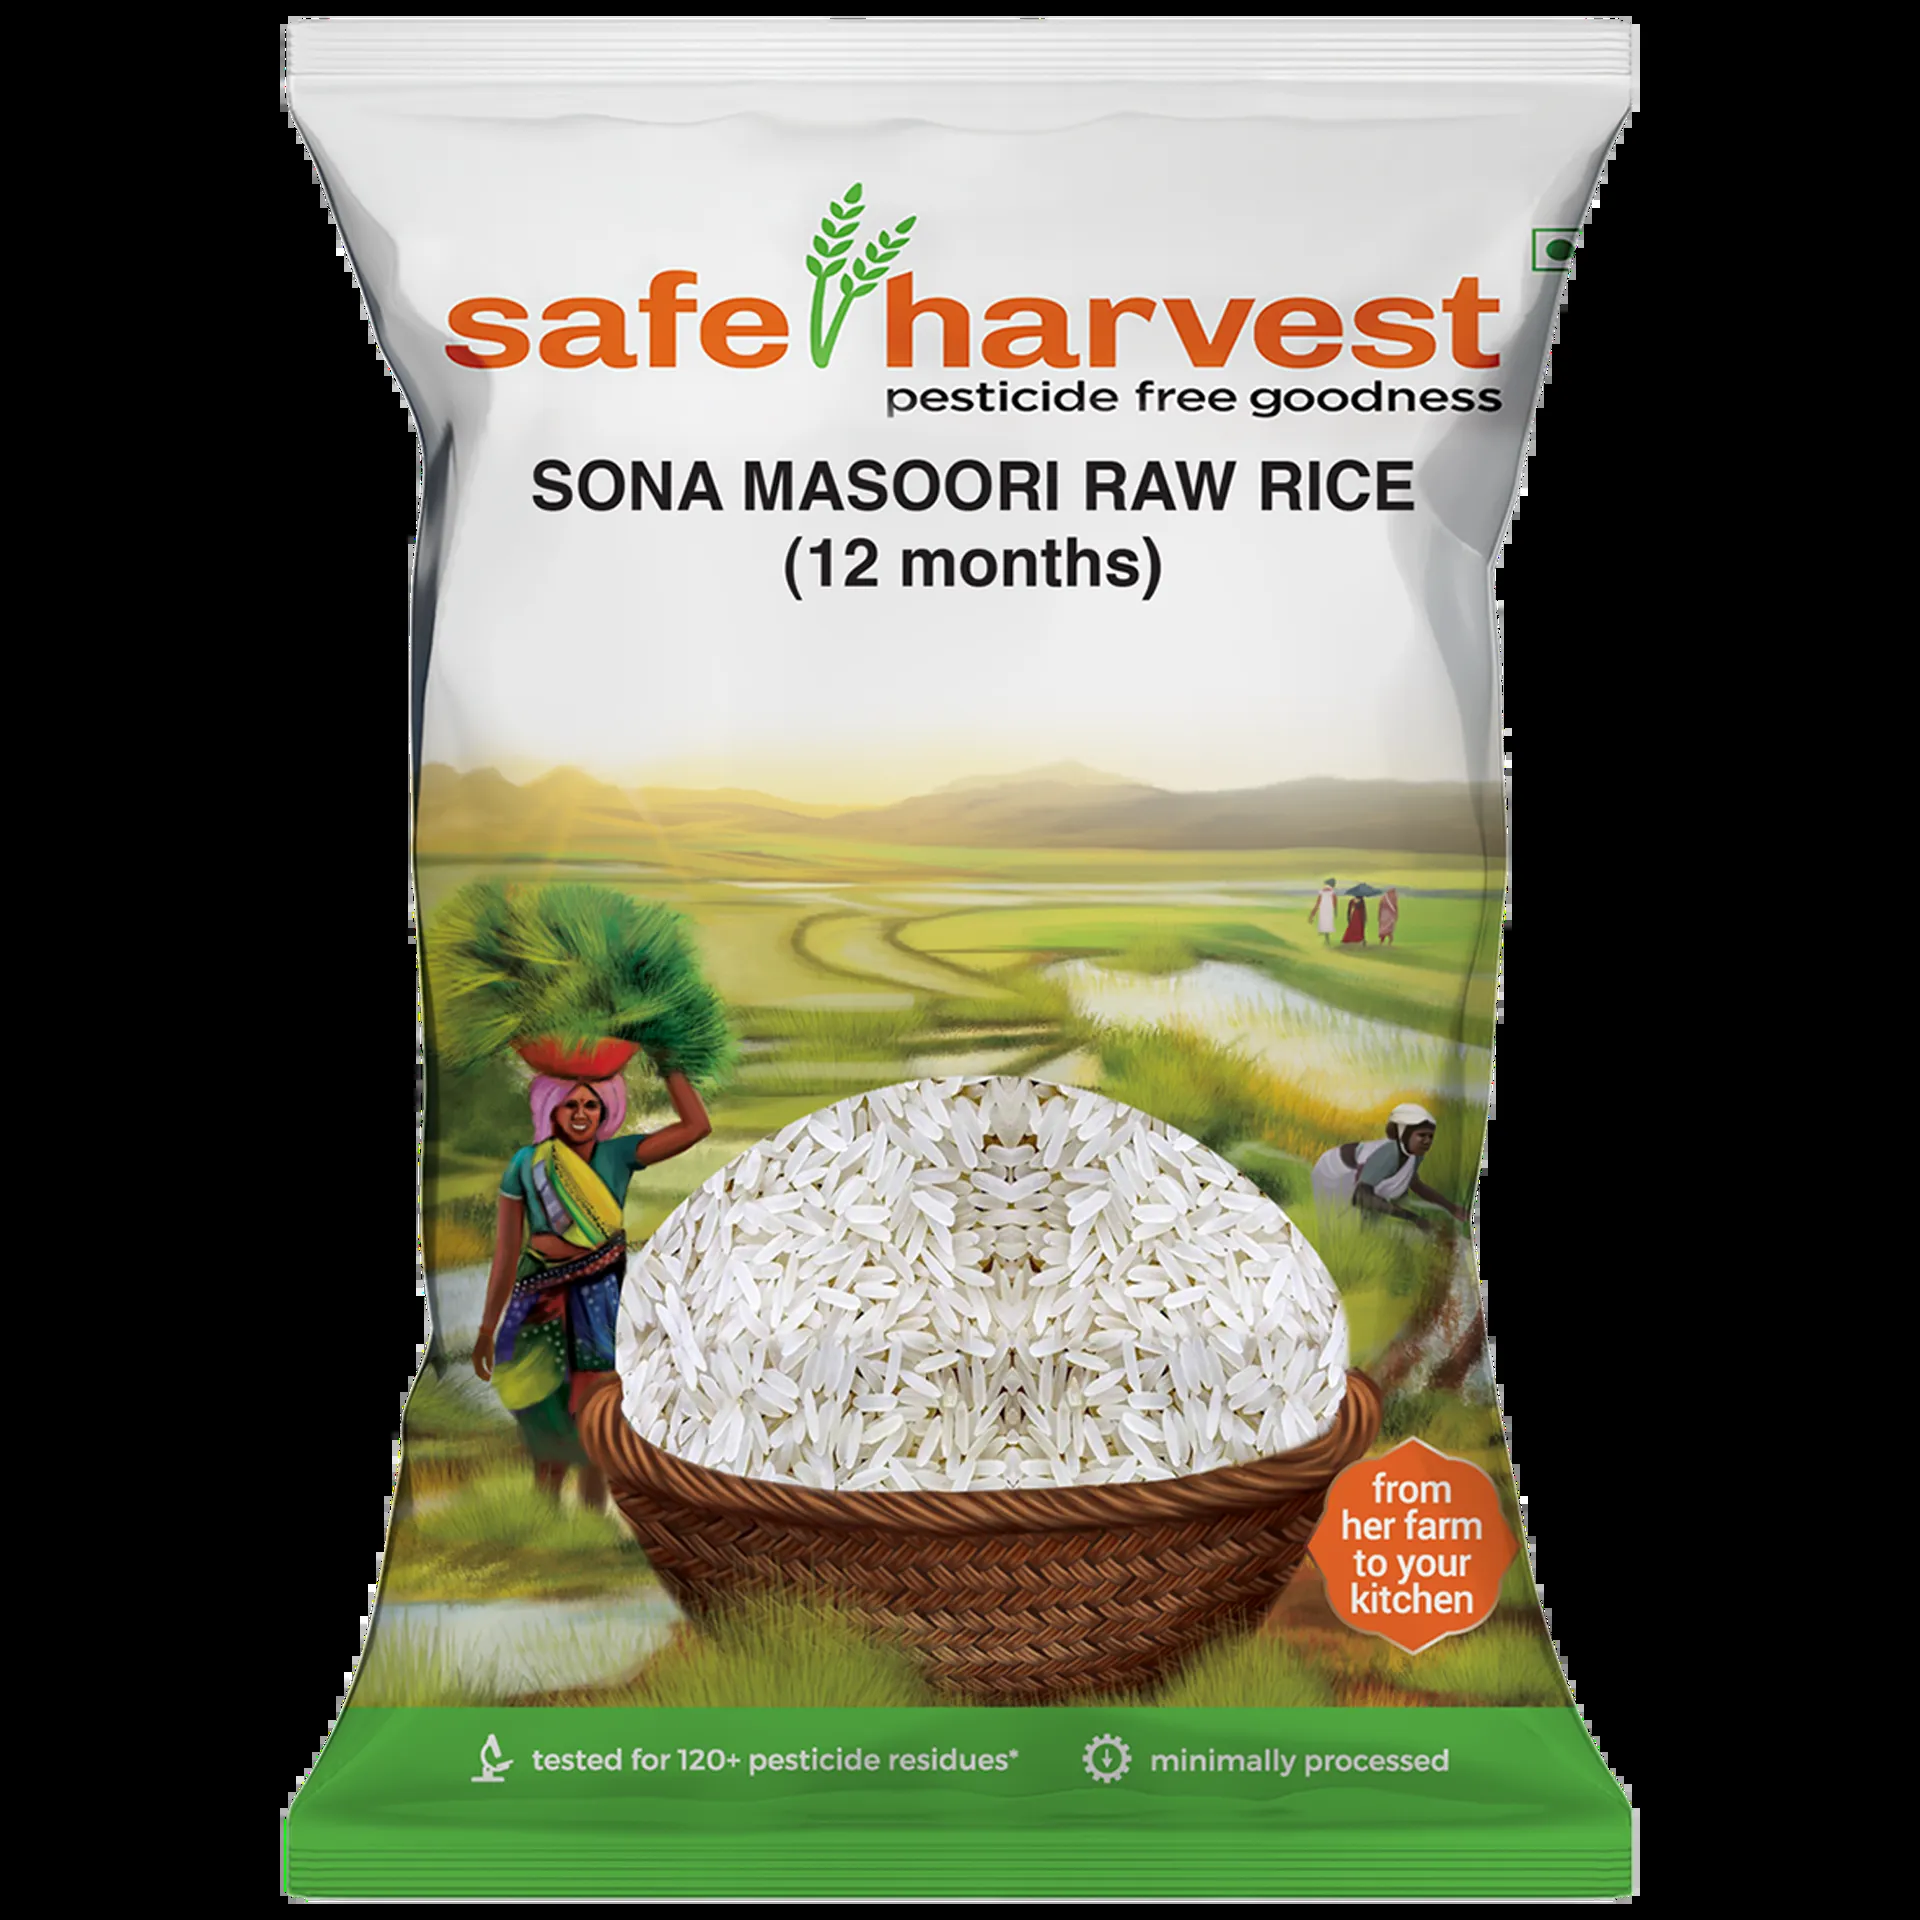 safe harvest
pesticide free goodness
SONA MASOORI RAW RICE
(12 months)
from
her farm
to your
kitchen
tested for 120+ pesticide residues*
minimally processed